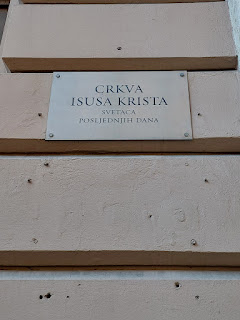 CRKVA
ISUSA KRISTA
SVETACA
POSLJEDNJIH DANA